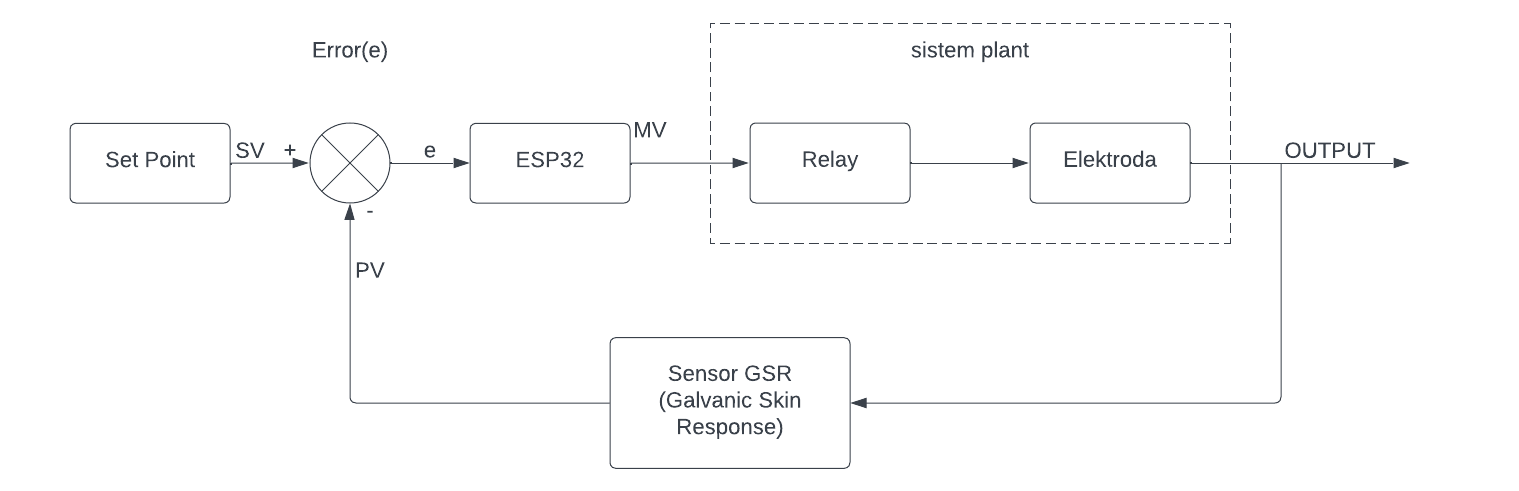 Error(e)
sistem plant
Set Point
SV
+
e
ESP32
MV
Relay
Elektroda
OUTPUT
-
PV
Sensor GSR
(Galvanic Skin
Response)